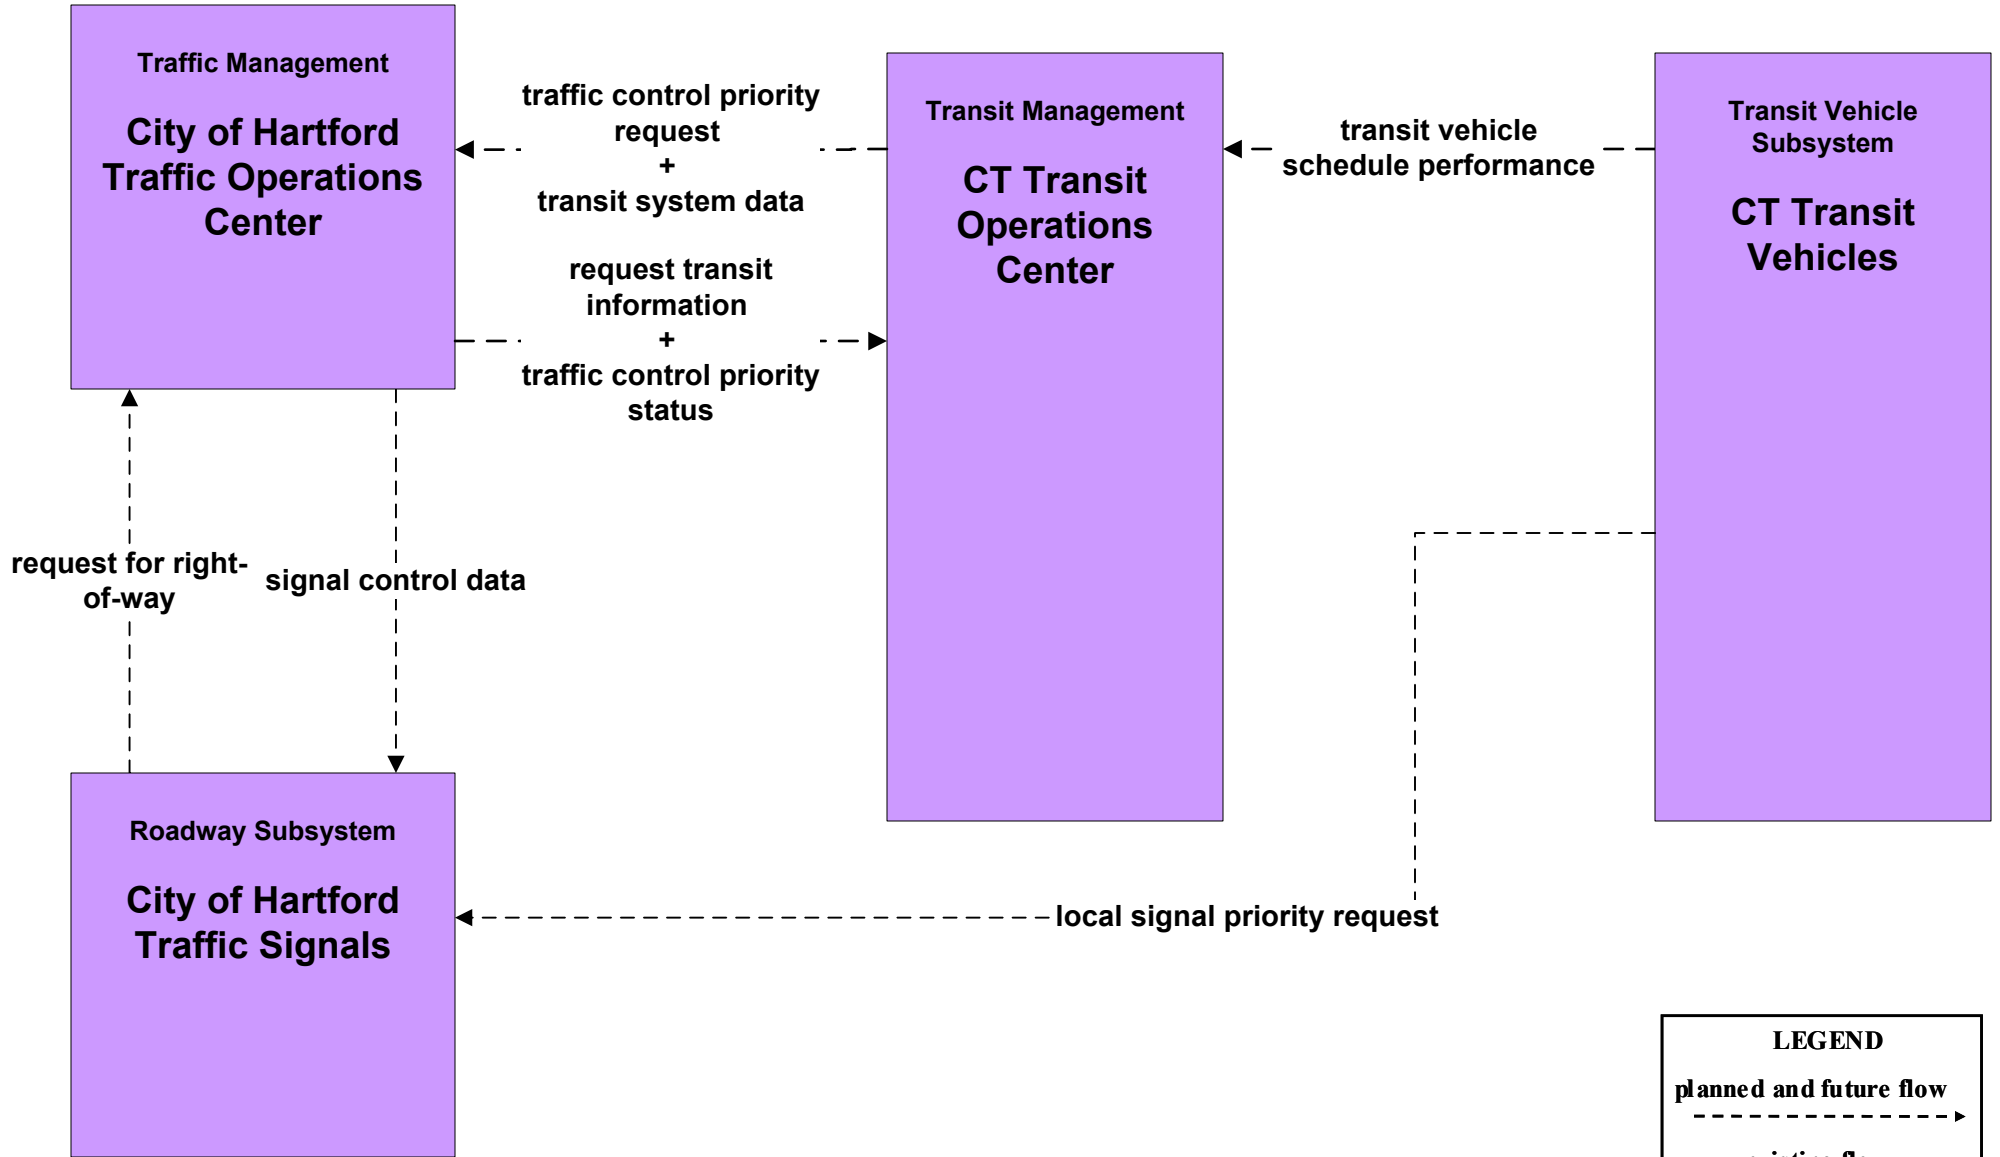 Traffic Management
City of Hartford
Traffic Operations
Center
traffic control priority
request
+
transit system data
request transit
information
+
traffic control priority
status
Transit Management
CT Transit
Operations
Center
transit vehicle
schedule performance
Transit Vehicle
Subsystem
CT Transit
Vehicles
request for right-
of-way
signal control data
Roadway Subsystem
City of Hartford
Traffic Signals
local signal priority request
LEGEND
planned and future flow